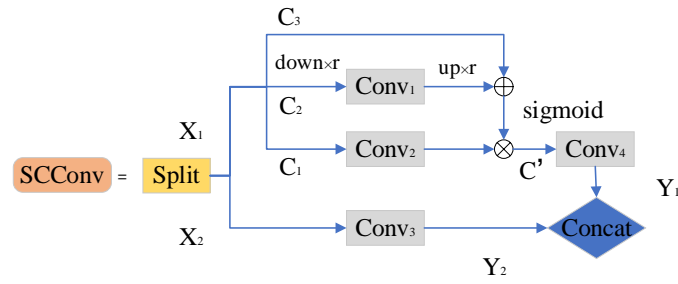 C₃
down×r
Conv₁
up×r
C₂
sigmoid
X₁
SCConv
=
Split
C₁
Conv₂
C’
Conv₄
Y₁
X₂
Conv₃
Concat
Y₂